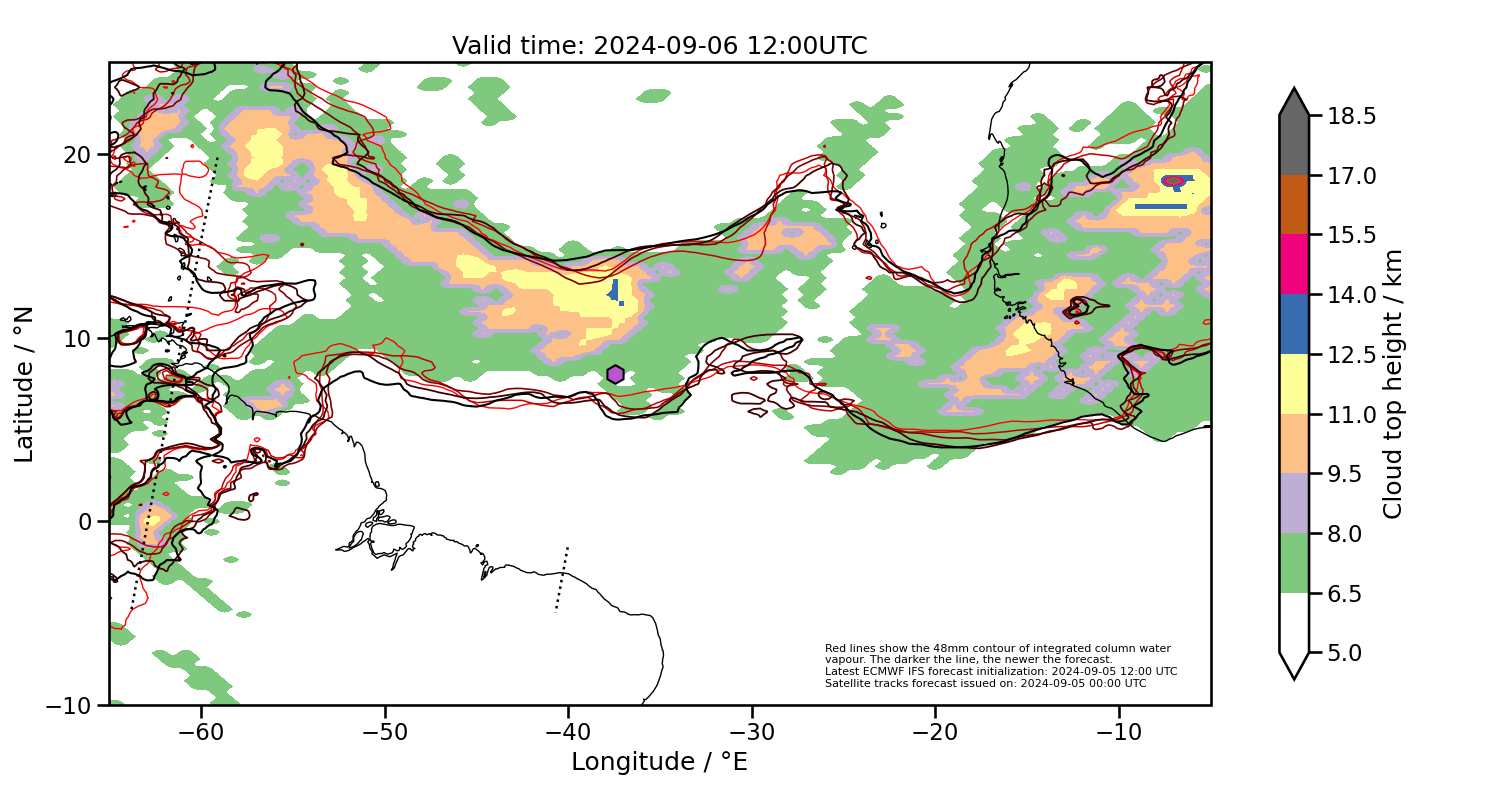 Valid time: 2024-09-06 12:00UTC
20
10
0
−10
Latitude / °N
−60
−50
−40
−30
−20
−10
Longitude / °E
Red lines show the 48mm contour of integrated column water
vapour. The darker the line, the newer the forecast.
Latest ECMWF IFS forecast initialization: 2024-09-05 12:00 UTC
Satellite tracks forecast issued on: 2024-09-05 00:00 UTC
18.5
17.0
15.5
14.0
12.5
11.0
9.5
8.0
6.5
5.0
Cloud top height / km